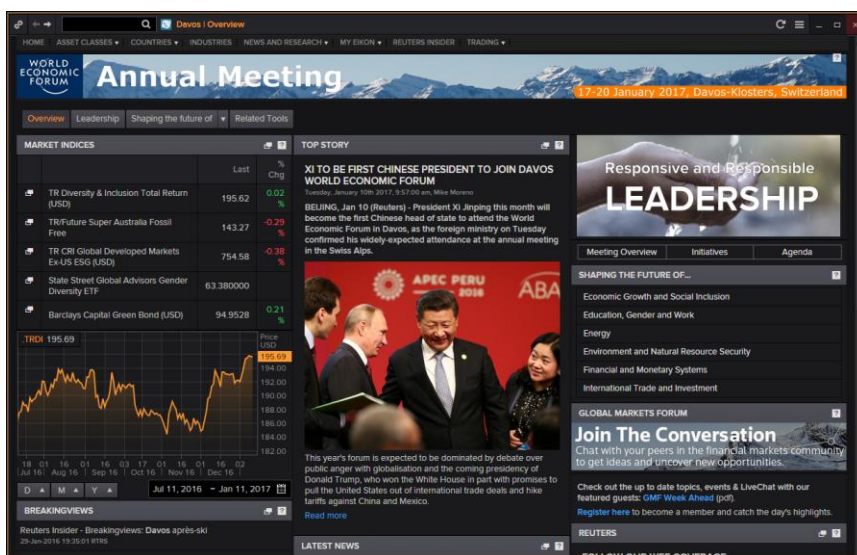 Davos | Overview
HOME ASSET CLASSES COUNTRIES INDUSTRIES NEWS AND RESEARCH MY EIKON REUTERS INSIDER TRADING
WORLD
ECONOMIC
FORUM
Annual Meeting
17-20 January 2017, Davos-Klosters, Switzerland
Overview Leadership Shaping the future of Related Tools
MARKET INDICES
Last % Chg
TR Diversity & Inclusion Total Return (USD) 195.62 0.02 %
TR/Future Super Australia Fossil Free 143.27 -0.29 %
TR CRI Global Developed Markets Ex-US ESG (USD) 754.58 -0.38 %
State Street Global Advisors Gender Diversity ETF 63.380000
Barclays Capital Green Bond (USD) 94.9528 0.21 %
.TRDI 195.69
Price
USD
195.69
194.00
192.00
190.00
188.00
186.00
184.00
182.00
18 01 16 01 16 03 17 01 16 01 16 02
Jul 16 | Aug 16 | Sep 16 | Oct 16 | Nov 16 | Dec 16 |
D M Y Jul 11, 2016 - Jan 11, 2017
BREAKINGVIEWS
Reuters Insider - Breakingviews: Davos après-ski
29-Jan-2016 19:35:01 RTRS
TOP STORY
XI TO BE FIRST CHINESE PRESIDENT TO JOIN DAVOS
WORLD ECONOMIC FORUM
Tuesday, January 10th 2017, 9:57:00 am, Mike Moreno
BEIJING, Jan 10 (Reuters) - President Xi Jinping this month will
become the first Chinese head of state to attend the World
Economic Forum in Davos, as the foreign ministry on Tuesday
confirmed his widely-expected attendance at the annual meeting
in the Swiss Alps.
APEC PERU
2016
ABA
This year's forum is expected to be dominated by debate over
public anger with globalisation and the coming presidency of
Donald Trump, who won the White House in part with promises to
pull the United States out of international trade deals and hike
tariffs against China and Mexico.
Read more
LATEST NEWS
Responsive and Responsible
LEADERSHIP
Meeting Overview Initiatives Agenda
SHAPING THE FUTURE OF...
Economic Growth and Social Inclusion
Education, Gender and Work
Energy
Environment and Natural Resource Security
Financial and Monetary Systems
International Trade and Investment
GLOBAL MARKETS FORUM
Join The Conversation
Chat with your peers in the financial markets community
to get ideas and uncover new opportunities.
Check out the up to date topics, events & LiveChat with our
featured guests: GMF Week Ahead (pdf).
Register here to become a member and catch the day's highlights.
REUTERS
FOLLOW OUR WEF COVERAGE